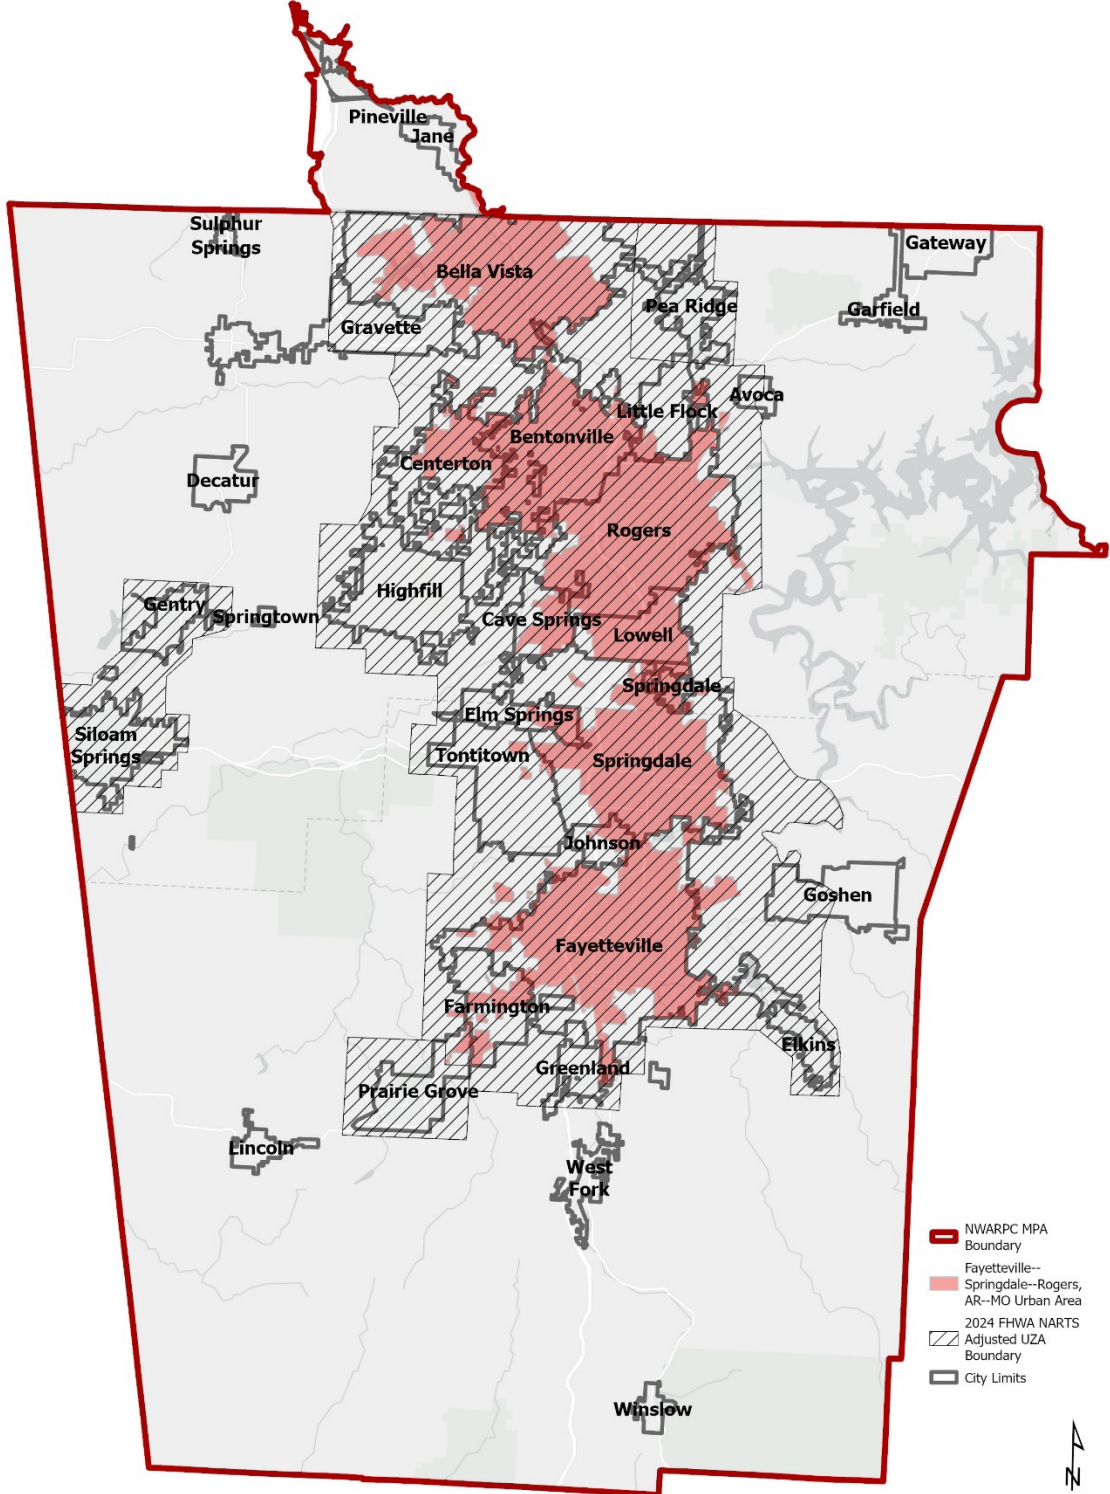 Pineville
Jane
Sulphur
Springs
Gateway
Bella Vista
Pea Ridge
Garfield
Gravette
Avoca
Little Flock
Bentonville
Centerton
Decatur
Rogers
Highfill
Gentry
Springtown
Cave Springs
Lowell
Springdale
Elm Springs
Siloam
Springs
Tontitown
Springdale
Johnson
Goshen
Fayetteville
Farmington
Elkins
Greenland
Prairie Grove
Lincoln
West
Fork
NWARPC MPA
Boundary
Fayetteville--
Springdale--Rogers,
AR--MO Urban Area
2024 FHWA NARTS
Adjusted UZA
Boundary
City Limits
Winslow
N